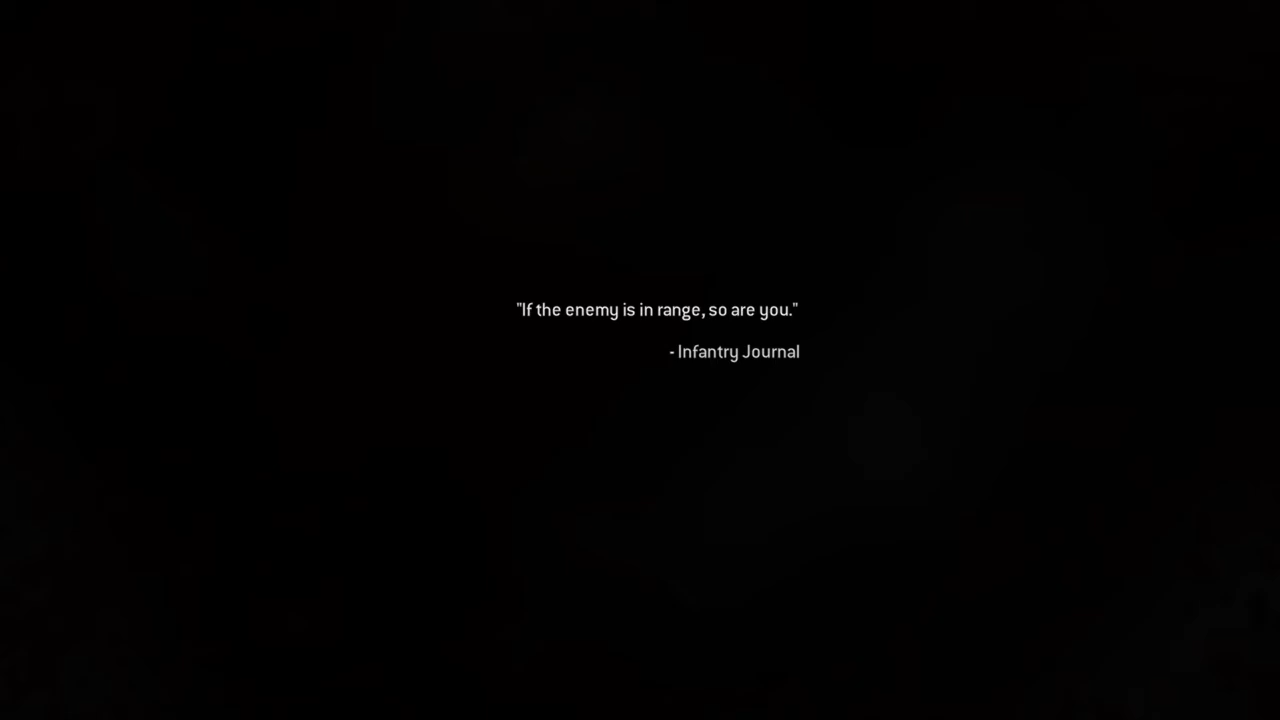 "If the enemy is in range, so are you."
- Infantry Journal